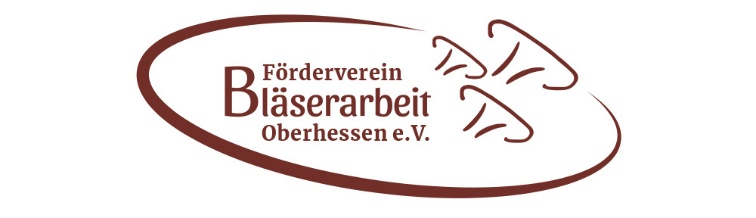 Förderverein
Bläserarbeit
Oberhessen e.V.